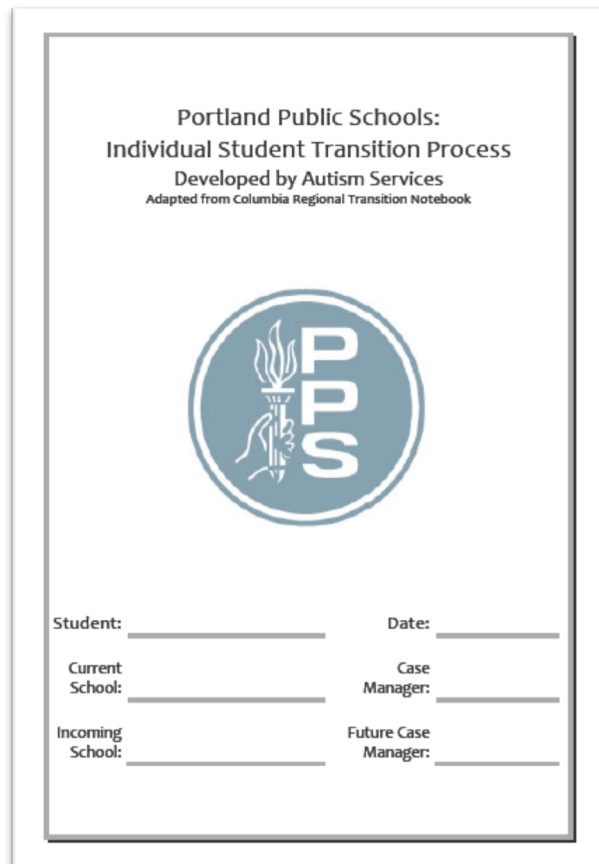 Portland Public Schools:
Individual Student Transition Process
Developed by Autism Services
Adapted from Columbia Regional Transition Notebook
P
P
S
Student:
Date:
Current
School:
Case
Manager:
Incoming
School:
Future Case
Manager: